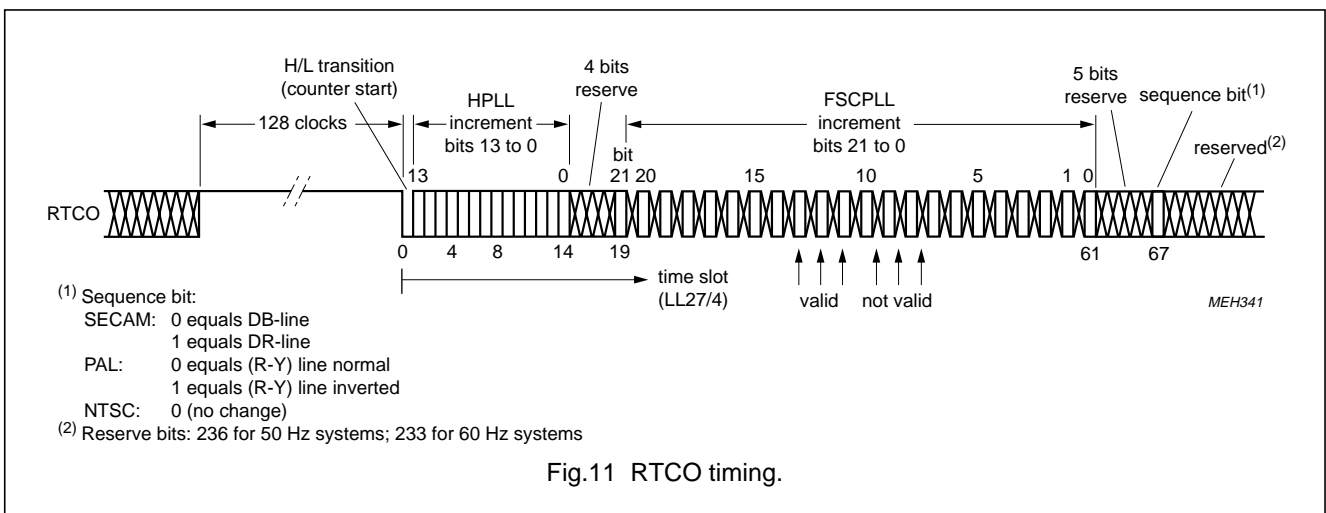 H/L transition
(counter start)
128 clocks
HPLL
increment
bits 13 to 0
4 bits
reserve
FSCPLL
increment
bits 21 to 0
5 bits
reserve
sequence bit(1)
reserved(2)
bit
13 0 21 20 15 10 5 1 0
RTCO
0 4 8 14 19 61 67
time slot
(LL27/4)
valid not valid
MEH341
(1) Sequence bit:
SECAM: 0 equals DB-line
1 equals DR-line
PAL: 0 equals (R-Y) line normal
1 equals (R-Y) line inverted
NTSC: 0 (no change)
(2) Reserve bits: 236 for 50 Hz systems; 233 for 60 Hz systems
Fig.11 RTCO timing.